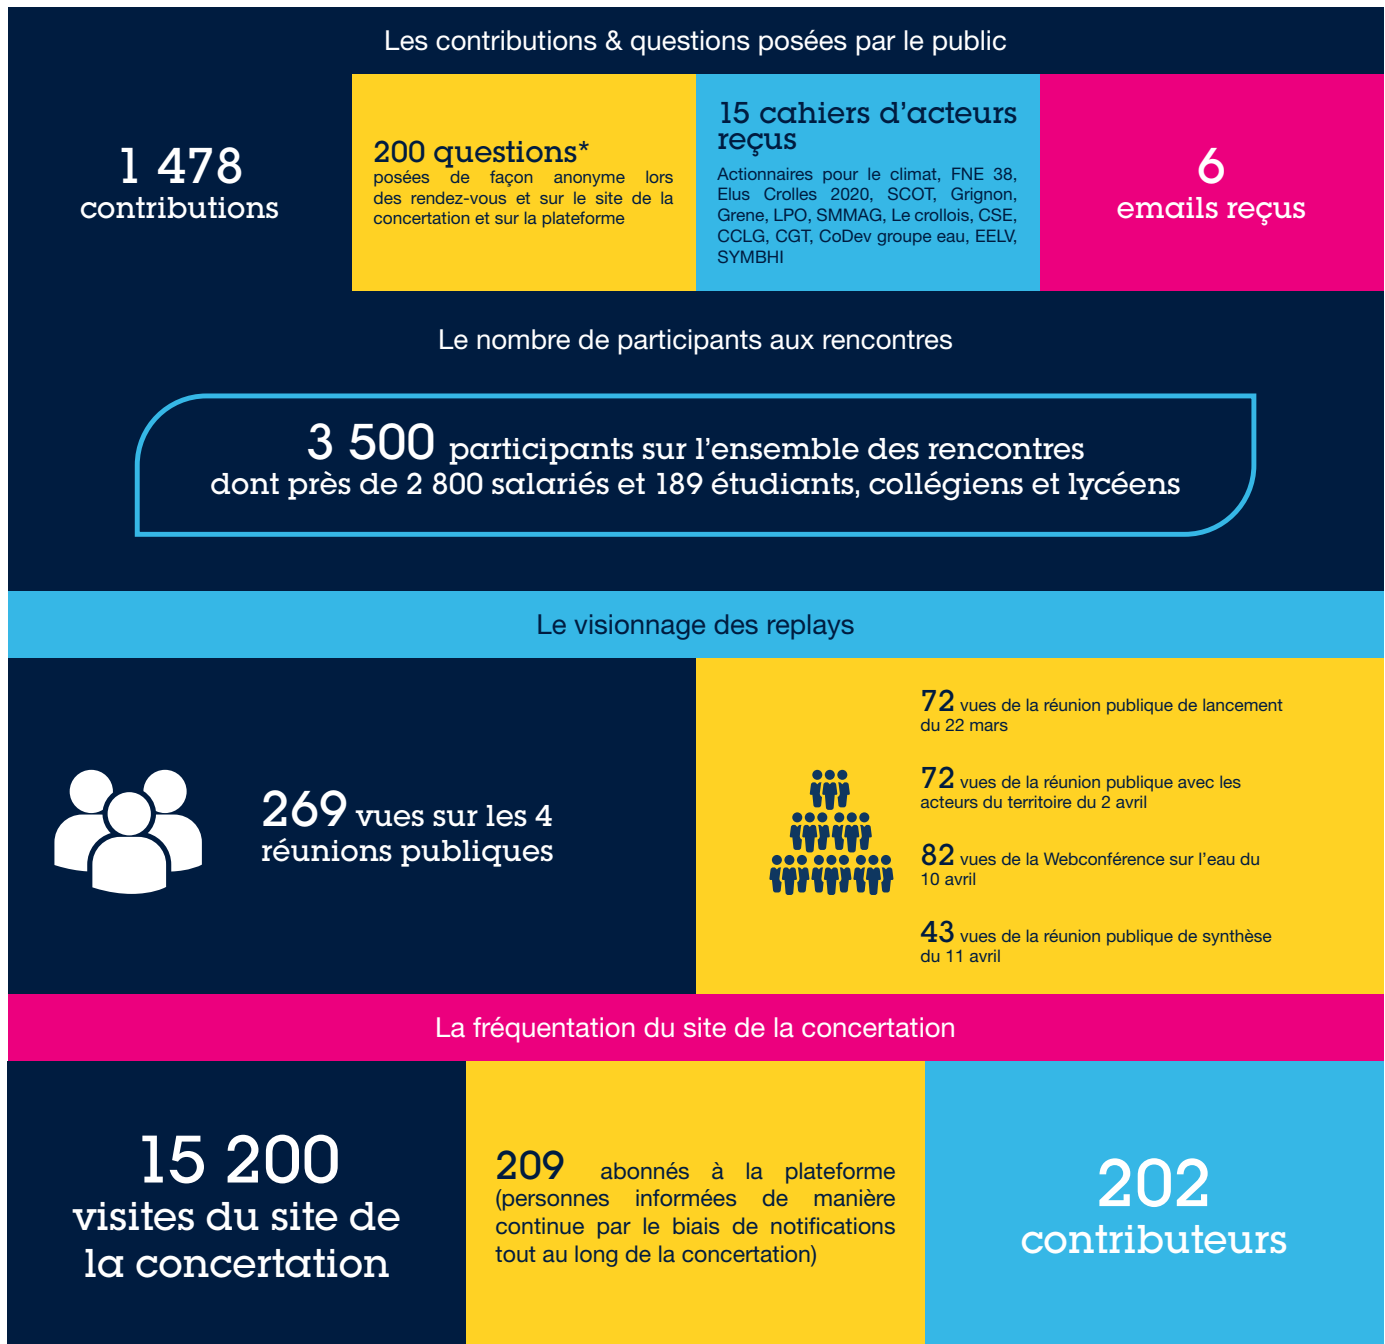 Les contributions & questions posées par le public
1 478
contributions
200 questions*
posées de façon anonyme lors
des rendez-vous et sur le site de la
concertation et sur la plateforme
15 cahiers d'acteurs
reçus
Actionnaires pour le climat, FNE 38,
Elus Crolles 2020, SCOT, Grignon,
Grene, LPO, SMMAG, Le crollois, CSE,
CCLG, CGT, CoDev groupe eau, EELV,
SYMBHI
6
emails reçus
Le nombre de participants aux rencontres
3 500 participants sur l'ensemble des rencontres
dont près de 2 800 salariés et 189 étudiants, collégiens et lycéens
Le visionnage des replays
269 vues sur les 4
réunions publiques
72 vues de la réunion publique de lancement
du 22 mars
72 vues de la réunion publique avec les
acteurs du territoire du 2 avril
82 vues de la Webconférence sur l'eau du
10 avril
43 vues de la réunion publique de synthèse
du 11 avril
La fréquentation du site de la concertation
15 200
visites du site de
la concertation
209 abonnés à la plateforme
(personnes informées de manière
continue par le biais de notifications
tout au long de la concertation)
202
contributeurs